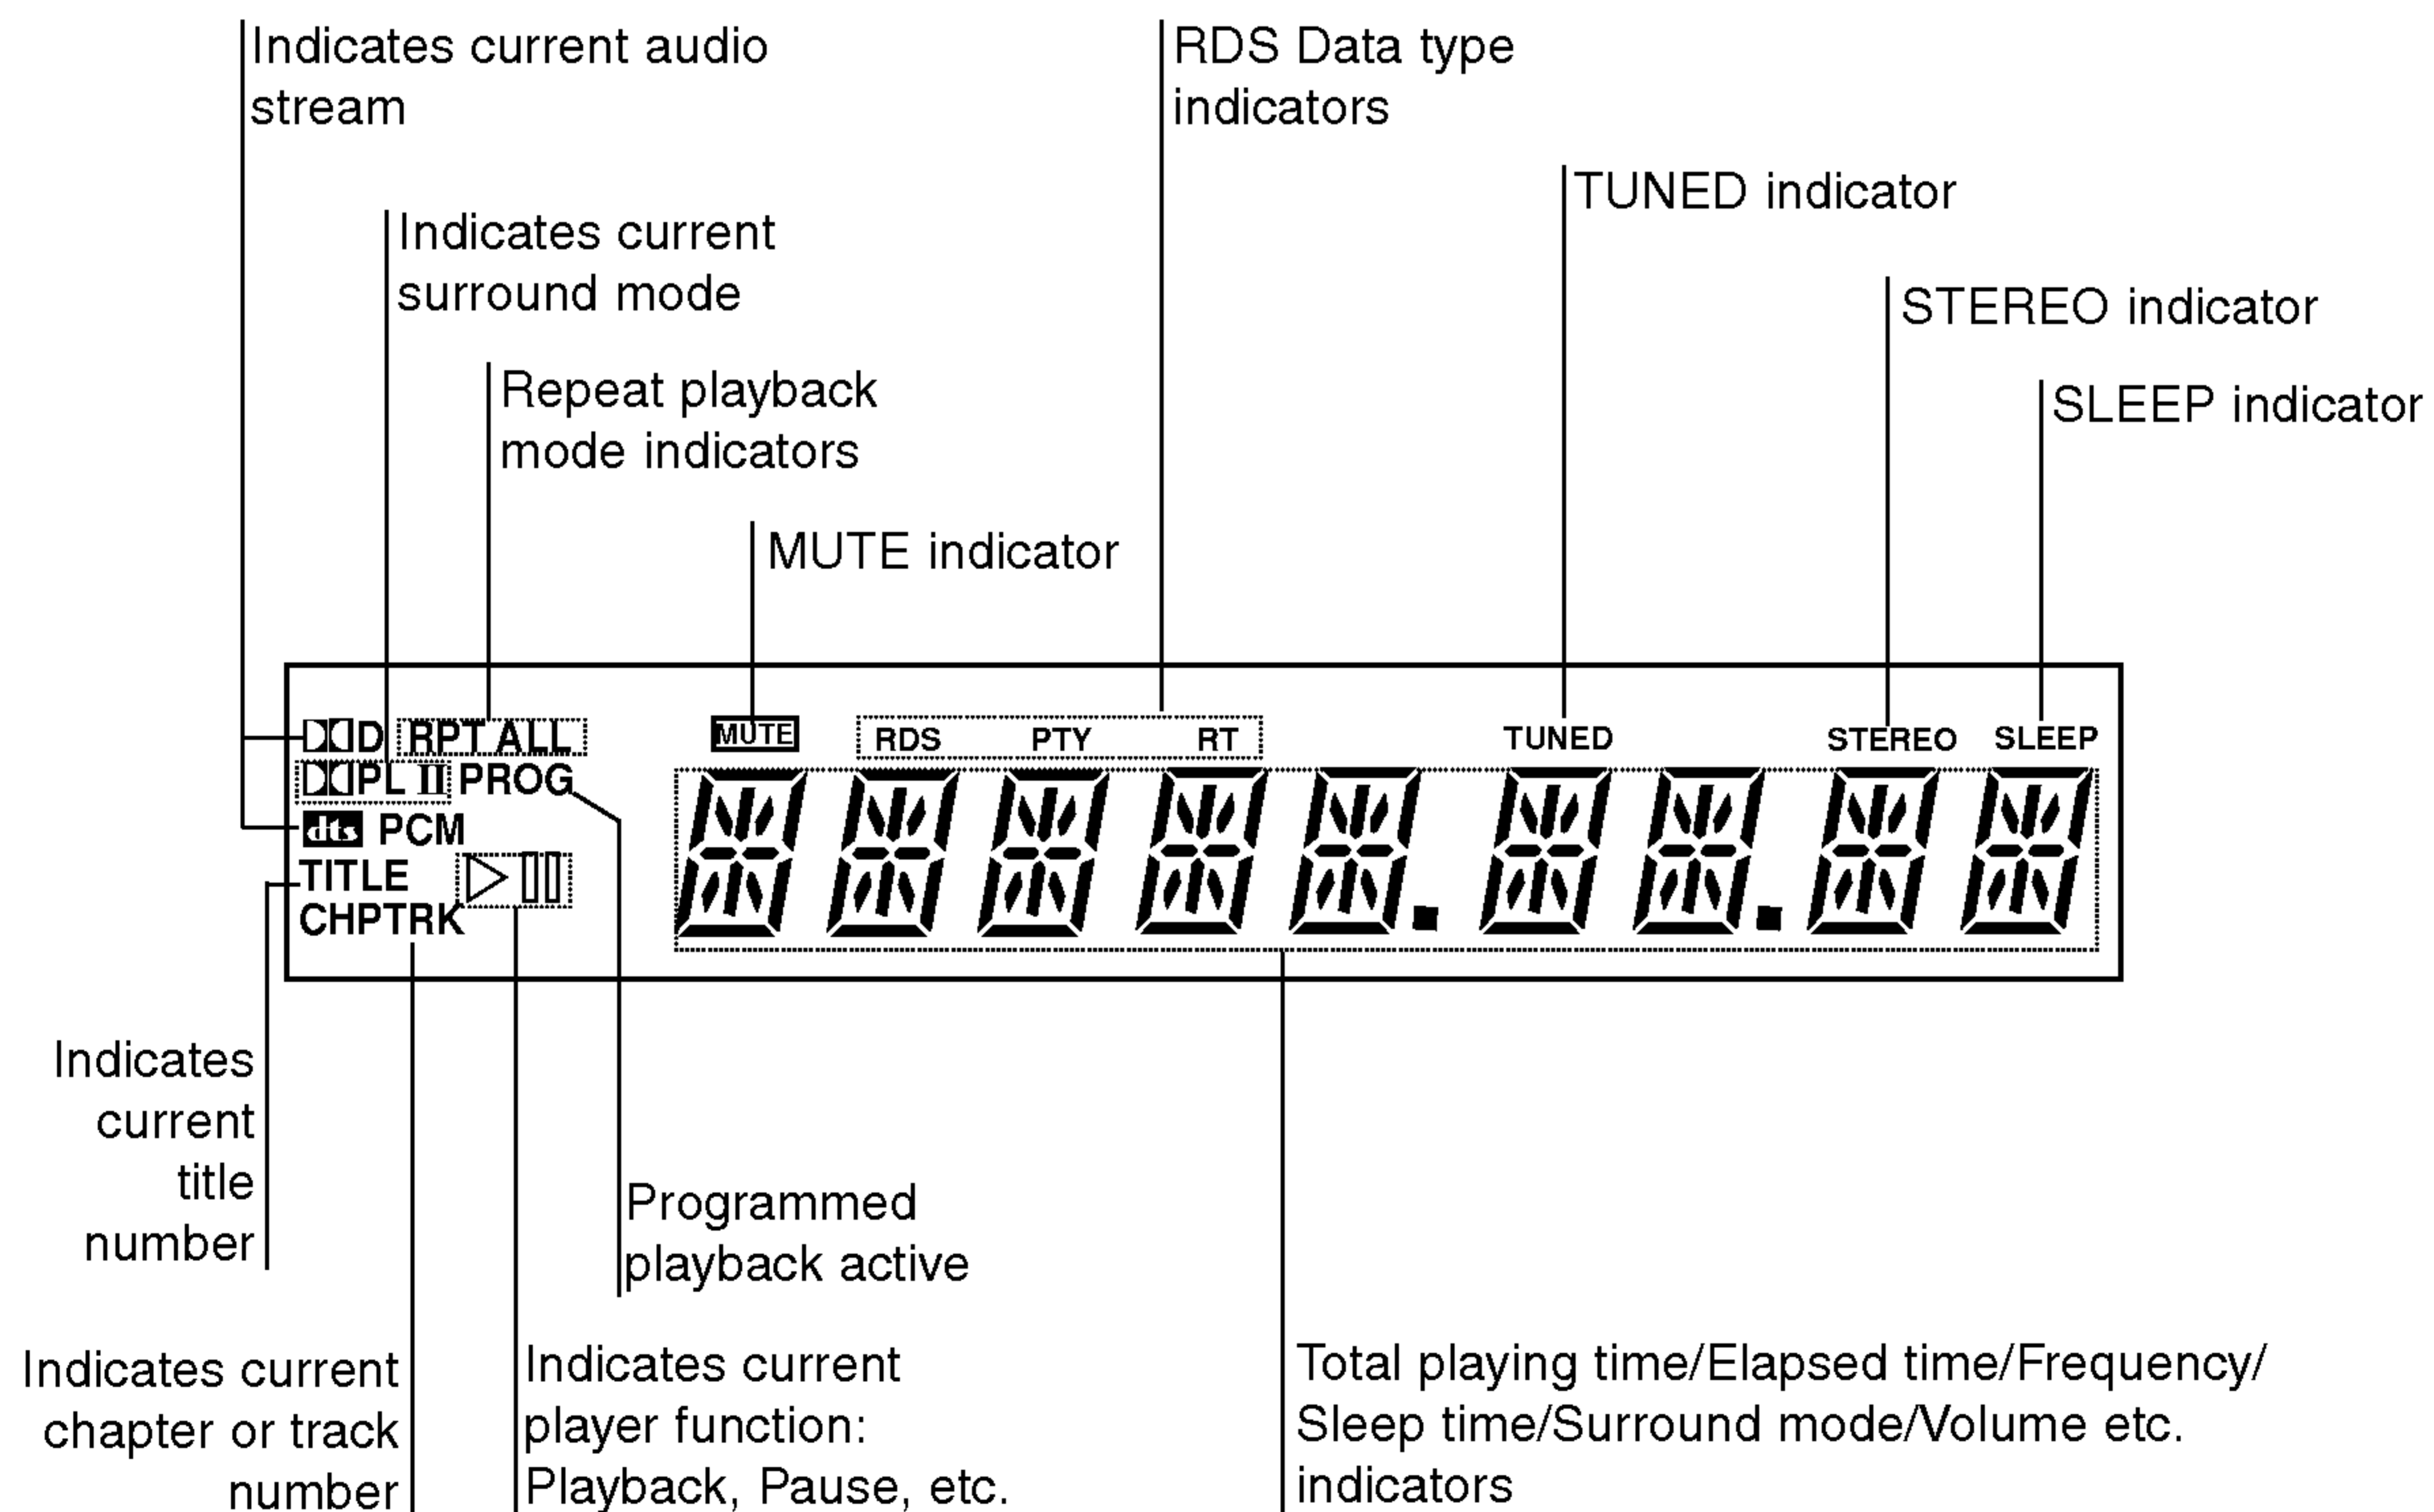 Indicates current audio
stream
RDS Data type
indicators
TUNED indicator
Indicates current
surround mode
STEREO indicator
Repeat playback
mode indicators
SLEEP indicator
MUTE indicator
D RPT ALL
MUTE
RDS PTY RT
TUNED
STEREO
SLEEP
PL II PROG
dts PCM
TITLE
CHPTRK
Indicates
current
title
number
Programmed
playback active
Indicates current
chapter or track
number
Indicates current
player function:
Playback, Pause, etc.
Total playing time/Elapsed time/Frequency/
Sleep time/Surround mode/Volume etc.
indicators